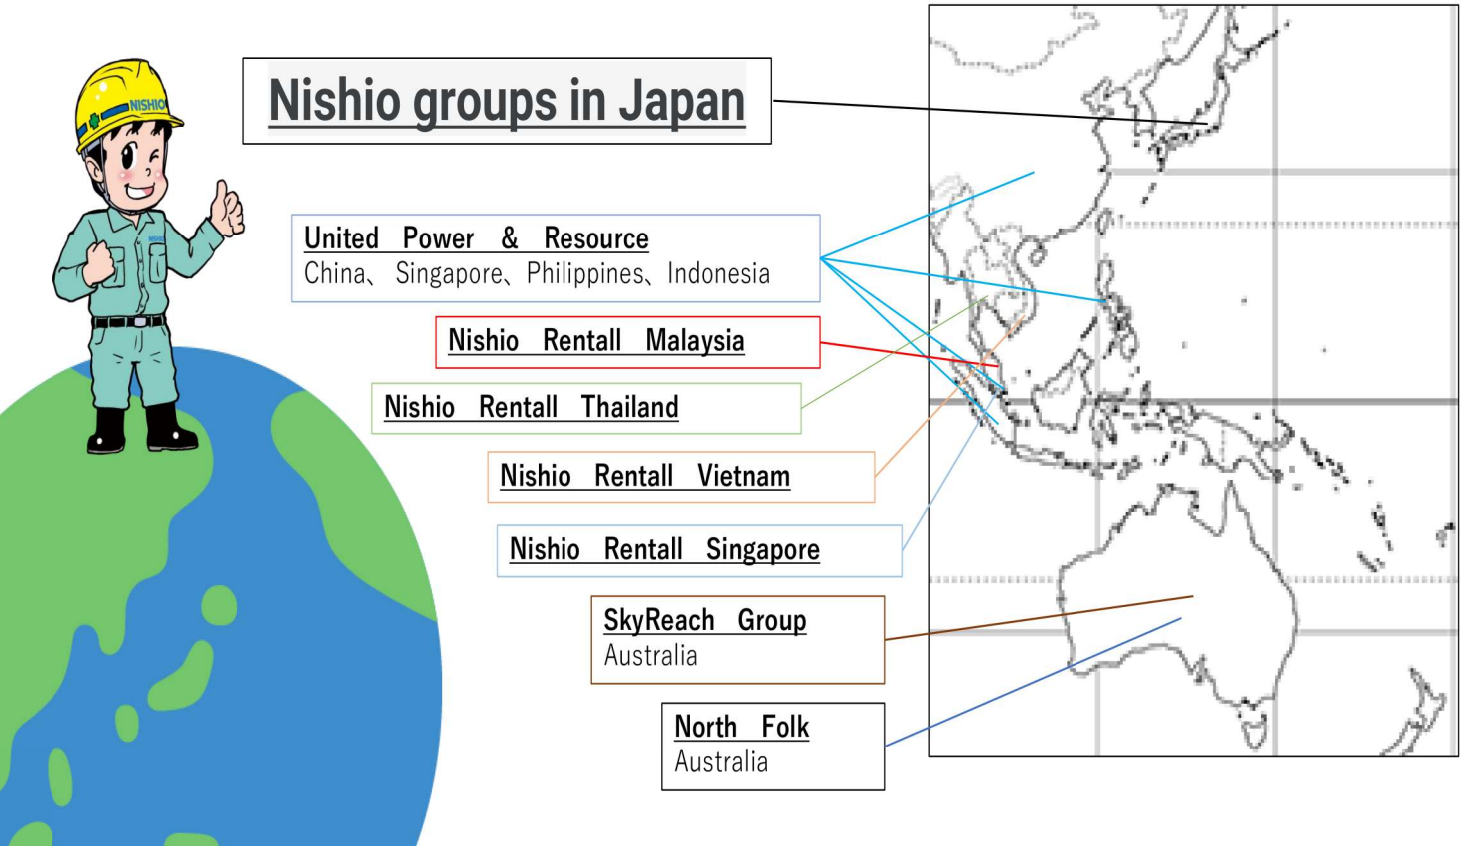 Nishio groups in Japan
NISHIO
NISHIO
United Power & Resource
China、 Singapore、Philippines、Indonesia
Nishio Rentall Malaysia
Nishio Rentall Thailand
Nishio Rentall Vietnam
Nishio Rentall Singapore
SkyReach Group
Australia
North Folk
Australia